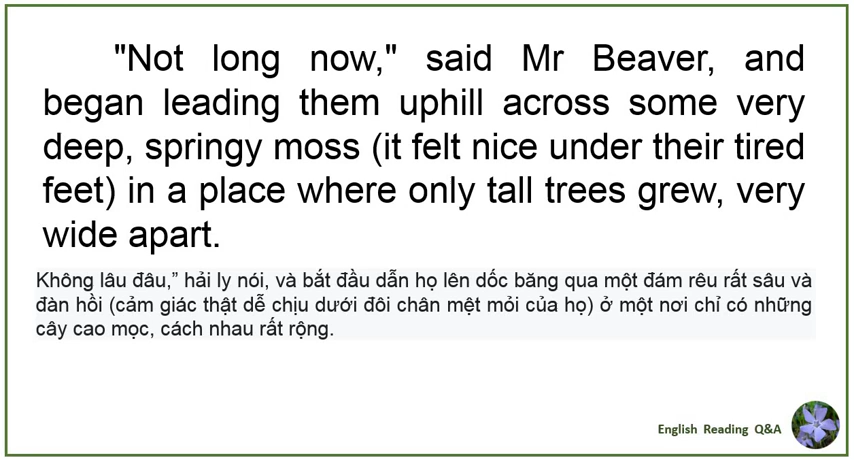 "Not long now," said Mr Beaver, and
began leading them uphill across some very
deep, springy moss (it felt nice under their tired
feet) in a place where only tall trees grew, very
wide apart.
Không lâu đâu,” hải ly nói, và bắt đầu dẫn họ lên dốc băng qua một đám rêu rất sâu và
đàn hồi (cảm giác thật dễ chịu dưới đôi chân mệt mỏi của họ) ở một nơi chỉ có những
cây cao mọc, cách nhau rất rộng.
English Reading Q&A